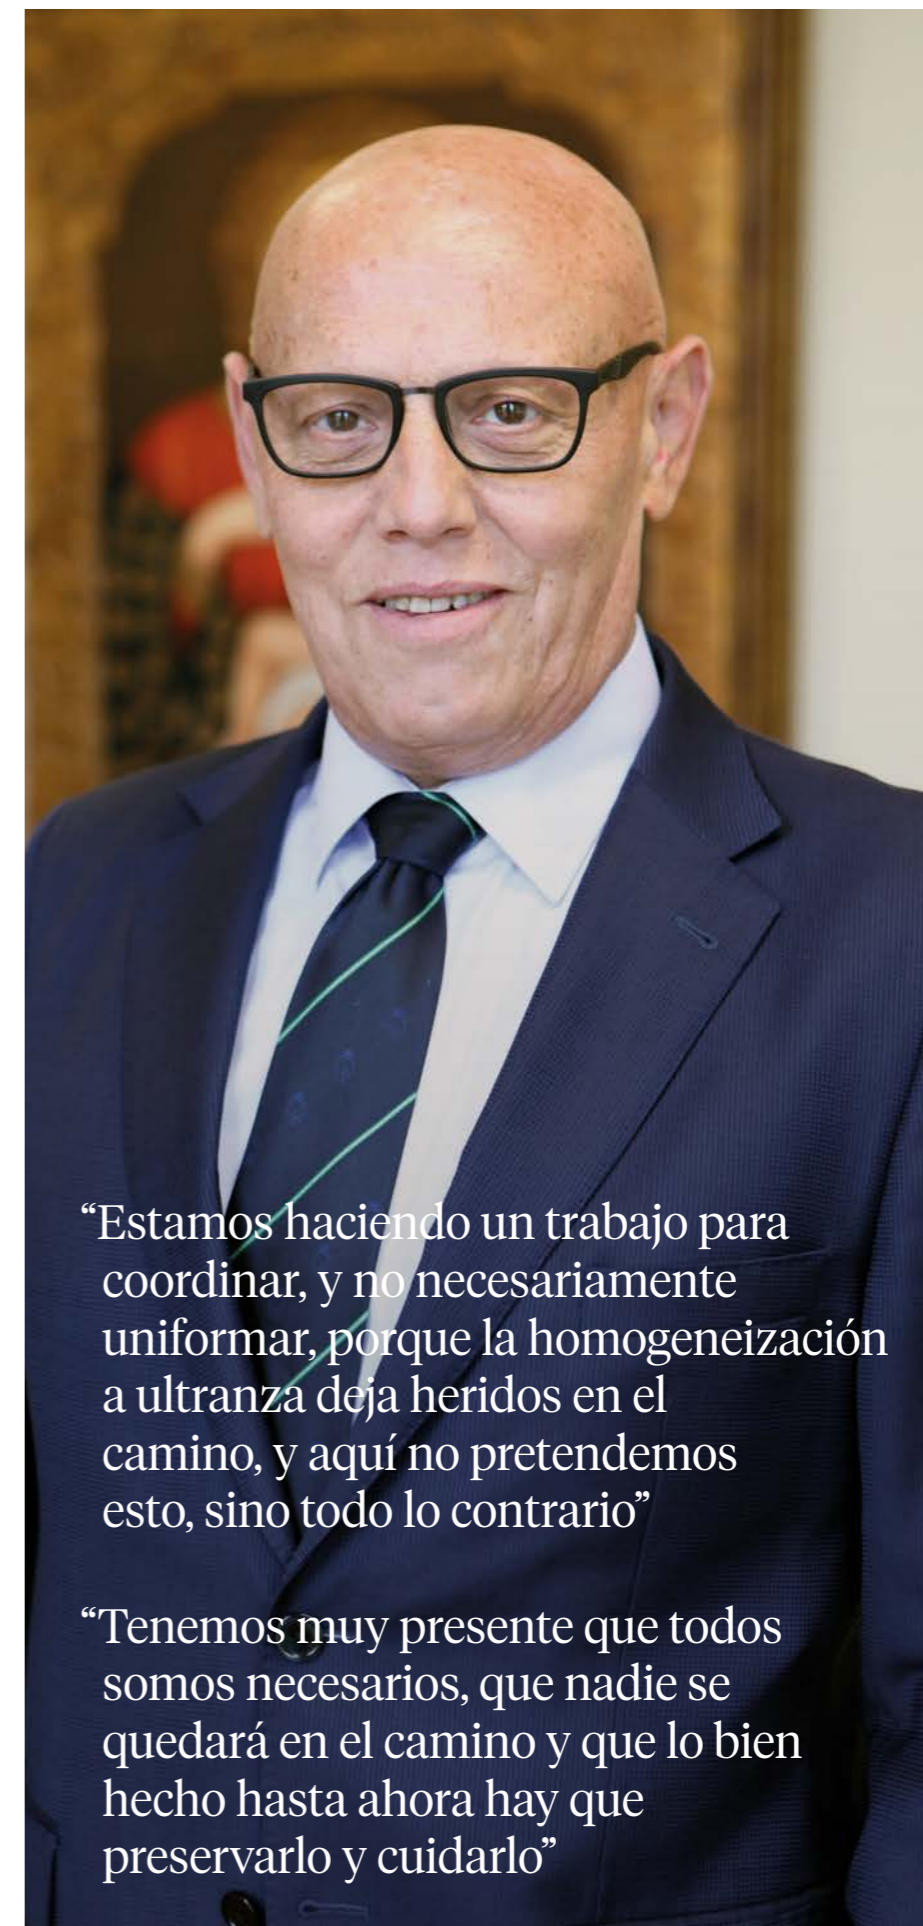 “Estamos haciendo un trabajo para
coordinar, y no necesariamente
uniformar, porque la homogeneización
a ultranza deja heridos en el
camino, y aquí no pretendemos
esto, sino todo lo contrario”
“Tenemos muy presente que todos
somos necesarios, que nadie se
quedará en el camino y que lo bien
hecho hasta ahora hay que
preservarlo y cuidarlo”